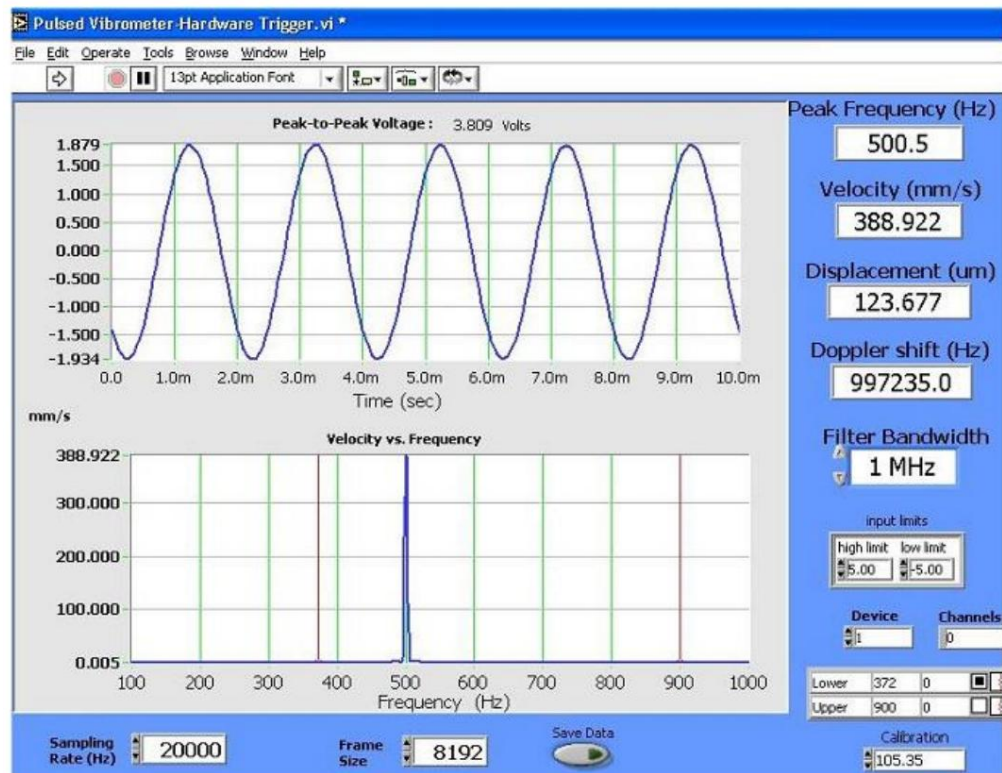 Pulsed Vibrometer-Hardware Trigger.vi *
File Edit Operate Tools Browse Window Help
13pt Application Font
Peak-to-Peak Voltage : 3.809 Volts
1.879
1.500
1.000
0.500
0.000
-0.500
-1.000
-1.500
-1.934
0.0 1.0m 2.0m 3.0m 4.0m 5.0m 6.0m 7.0m 8.0m 9.0m 10.0m
Time (sec)
mm/s
Velocity vs. Frequency
388.922
300.000
200.000
100.000
0.005
100 200 300 400 500 600 700 800 900 1000
Frequency (Hz)
Peak Frequency (Hz)
500.5
Velocity (mm/s)
388.922
Displacement (um)
123.677
Doppler shift (Hz)
997235.0
Filter Bandwidth
1 MHz
input limits
high limit low limit
5.00 -5.00
Device Channels
1 0
Lower 372 0
Upper 900 0
Sampling
Rate (Hz)
20000
Frame
Size
8192
Save Data
Calibration
105.35